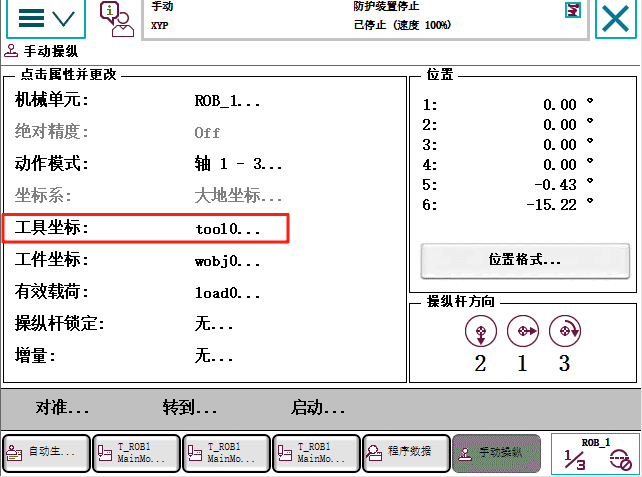 手动
XYP
防护装置停止
已停止 (速度 100%)
手动操纵
点击属性并更改
机械单元: ROB_1...
绝对精度: Off
动作模式: 轴 1 - 3...
坐标系: 大地坐标...
工具坐标: tool0...
工件坐标: wobj0...
有效载荷: load0...
操纵杆锁定: 无...
增量: 无...
位置
1: 0.00 °
2: 0.00 °
3: 0.00 °
4: 0.00 °
5: -0.43 °
6: -15.22 °
位置格式...
操纵杆方向
2 1 3
对准... 转到... 启动...
自动生...
T_ROB1
MainMo...
T_ROB1
MainMo...
T_ROB1
MainMo...
程序数据
手动操纵
ROB_1
1/3